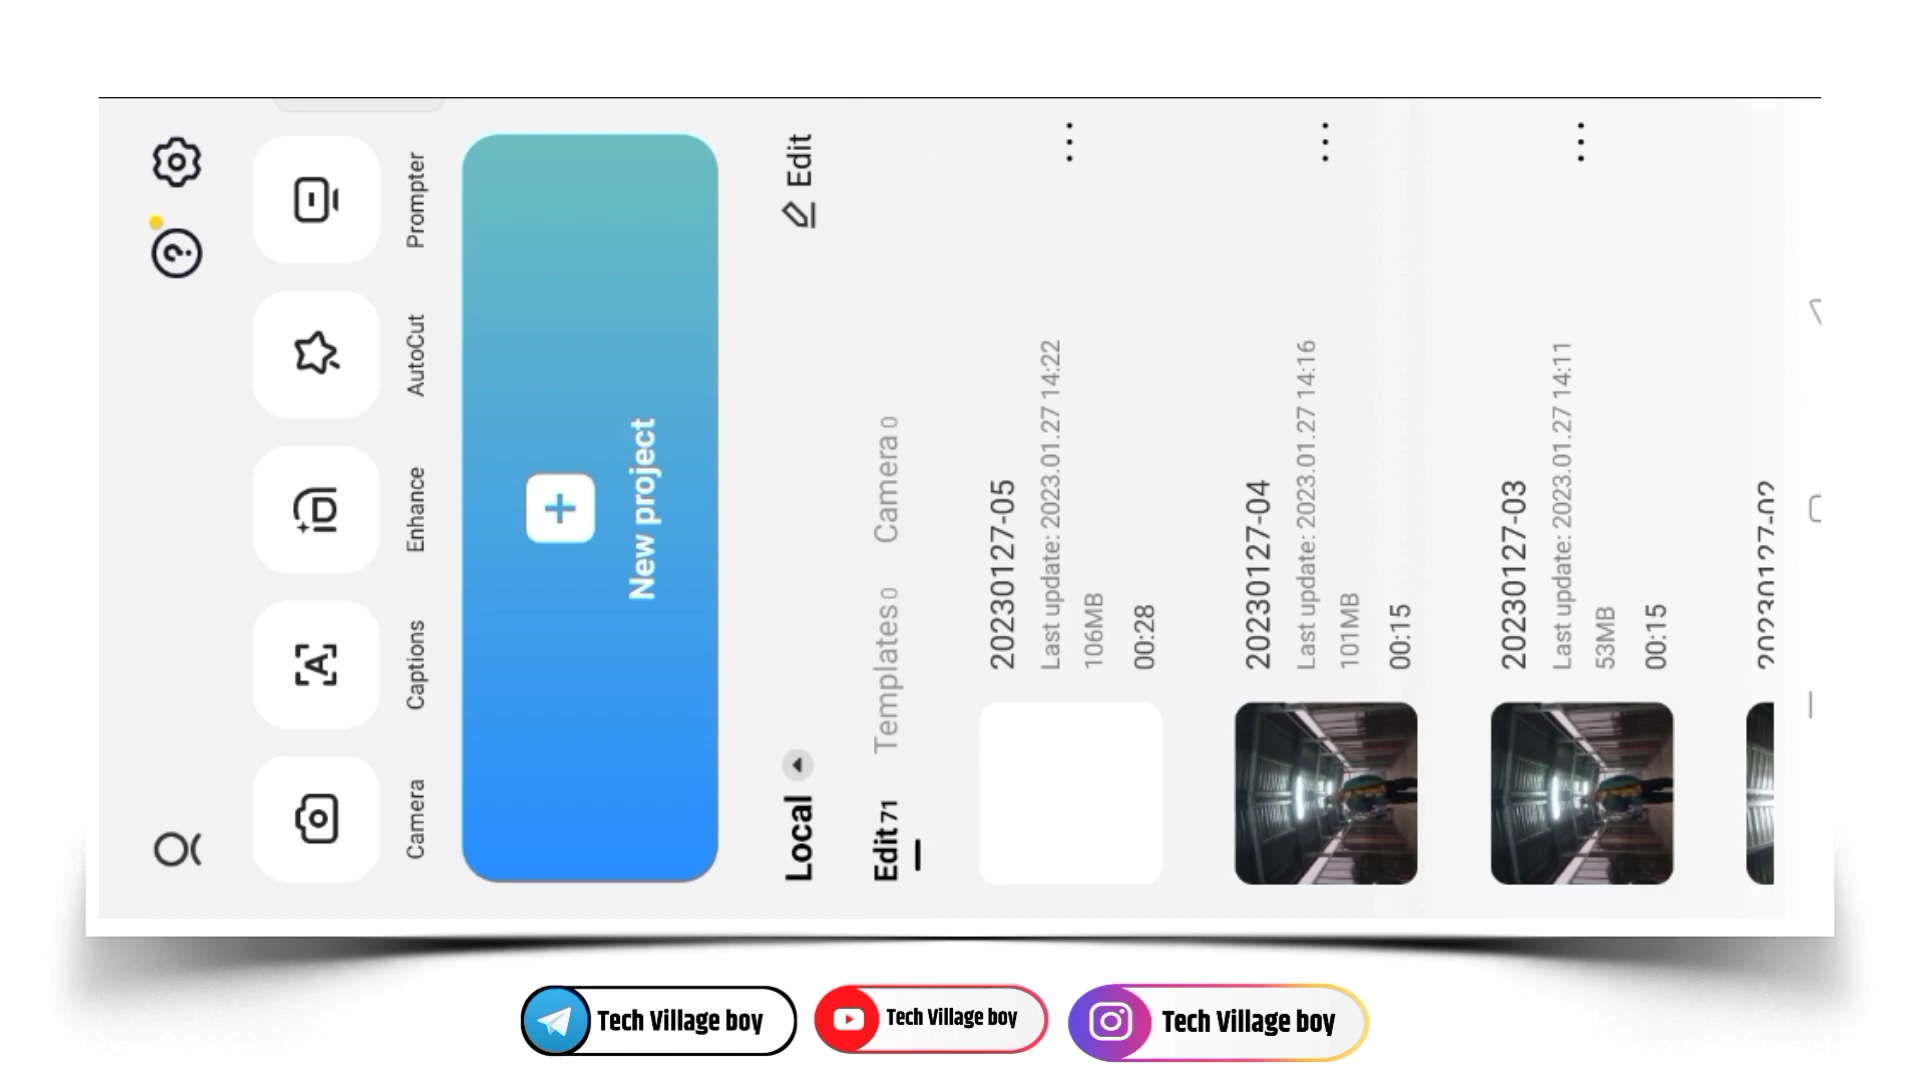 Camera
Captions
Enhance
AutoCut
Prompter
New project
Local
Edit
Edit 71
Templates 0
Camera 0
20230127-05
Last update: 2023.01.27 14:22
106MB
00:28
20230127-04
Last update: 2023.01.27 14:16
101MB
00:15
20230127-03
Last update: 2023.01.27 14:11
53MB
00:15
20230127-02
Tech Village boy
Tech Village boy
Tech Village boy